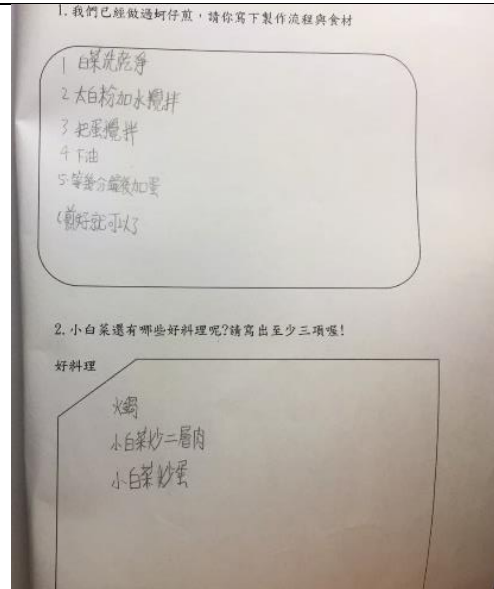 1.我們已經做過蚵仔煎，請你寫下製作流程與食材
1 白菜洗乾淨
2 太白粉加水攪拌
3 把蛋攪拌
4 下油
5.等幾分鐘後加蛋
6煎好就可以了
2.小白菜還有哪些好料理呢?請寫出至少三項喔!
好料理
火鍋
小白菜炒二層肉
小白菜炒蛋